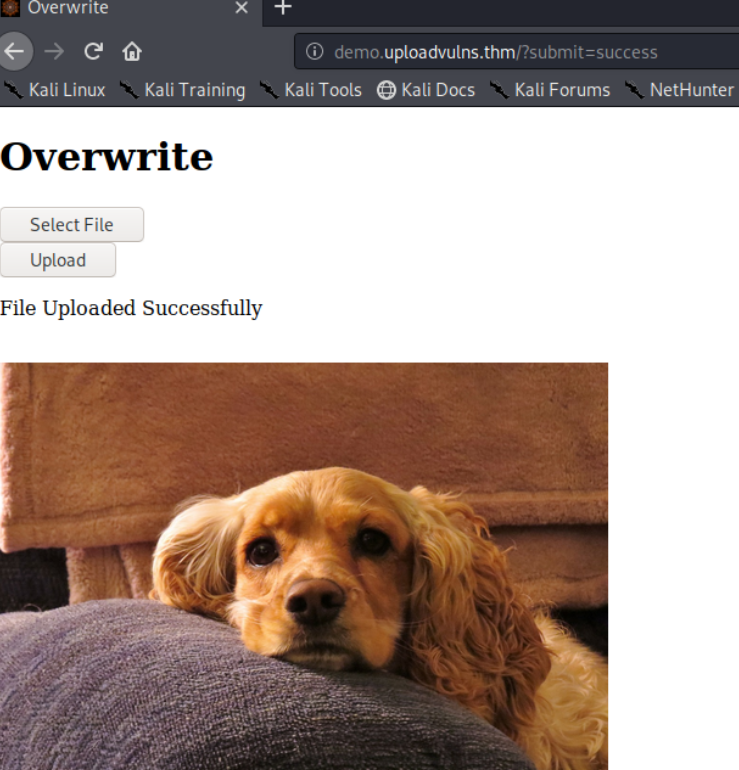 Overwrite
demo.uploadvulns.thm/?submit=success
Kali Linux Kali Training Kali Tools Kali Docs Kali Forums NetHunter
Overwrite
Select File
Upload
File Uploaded Successfully